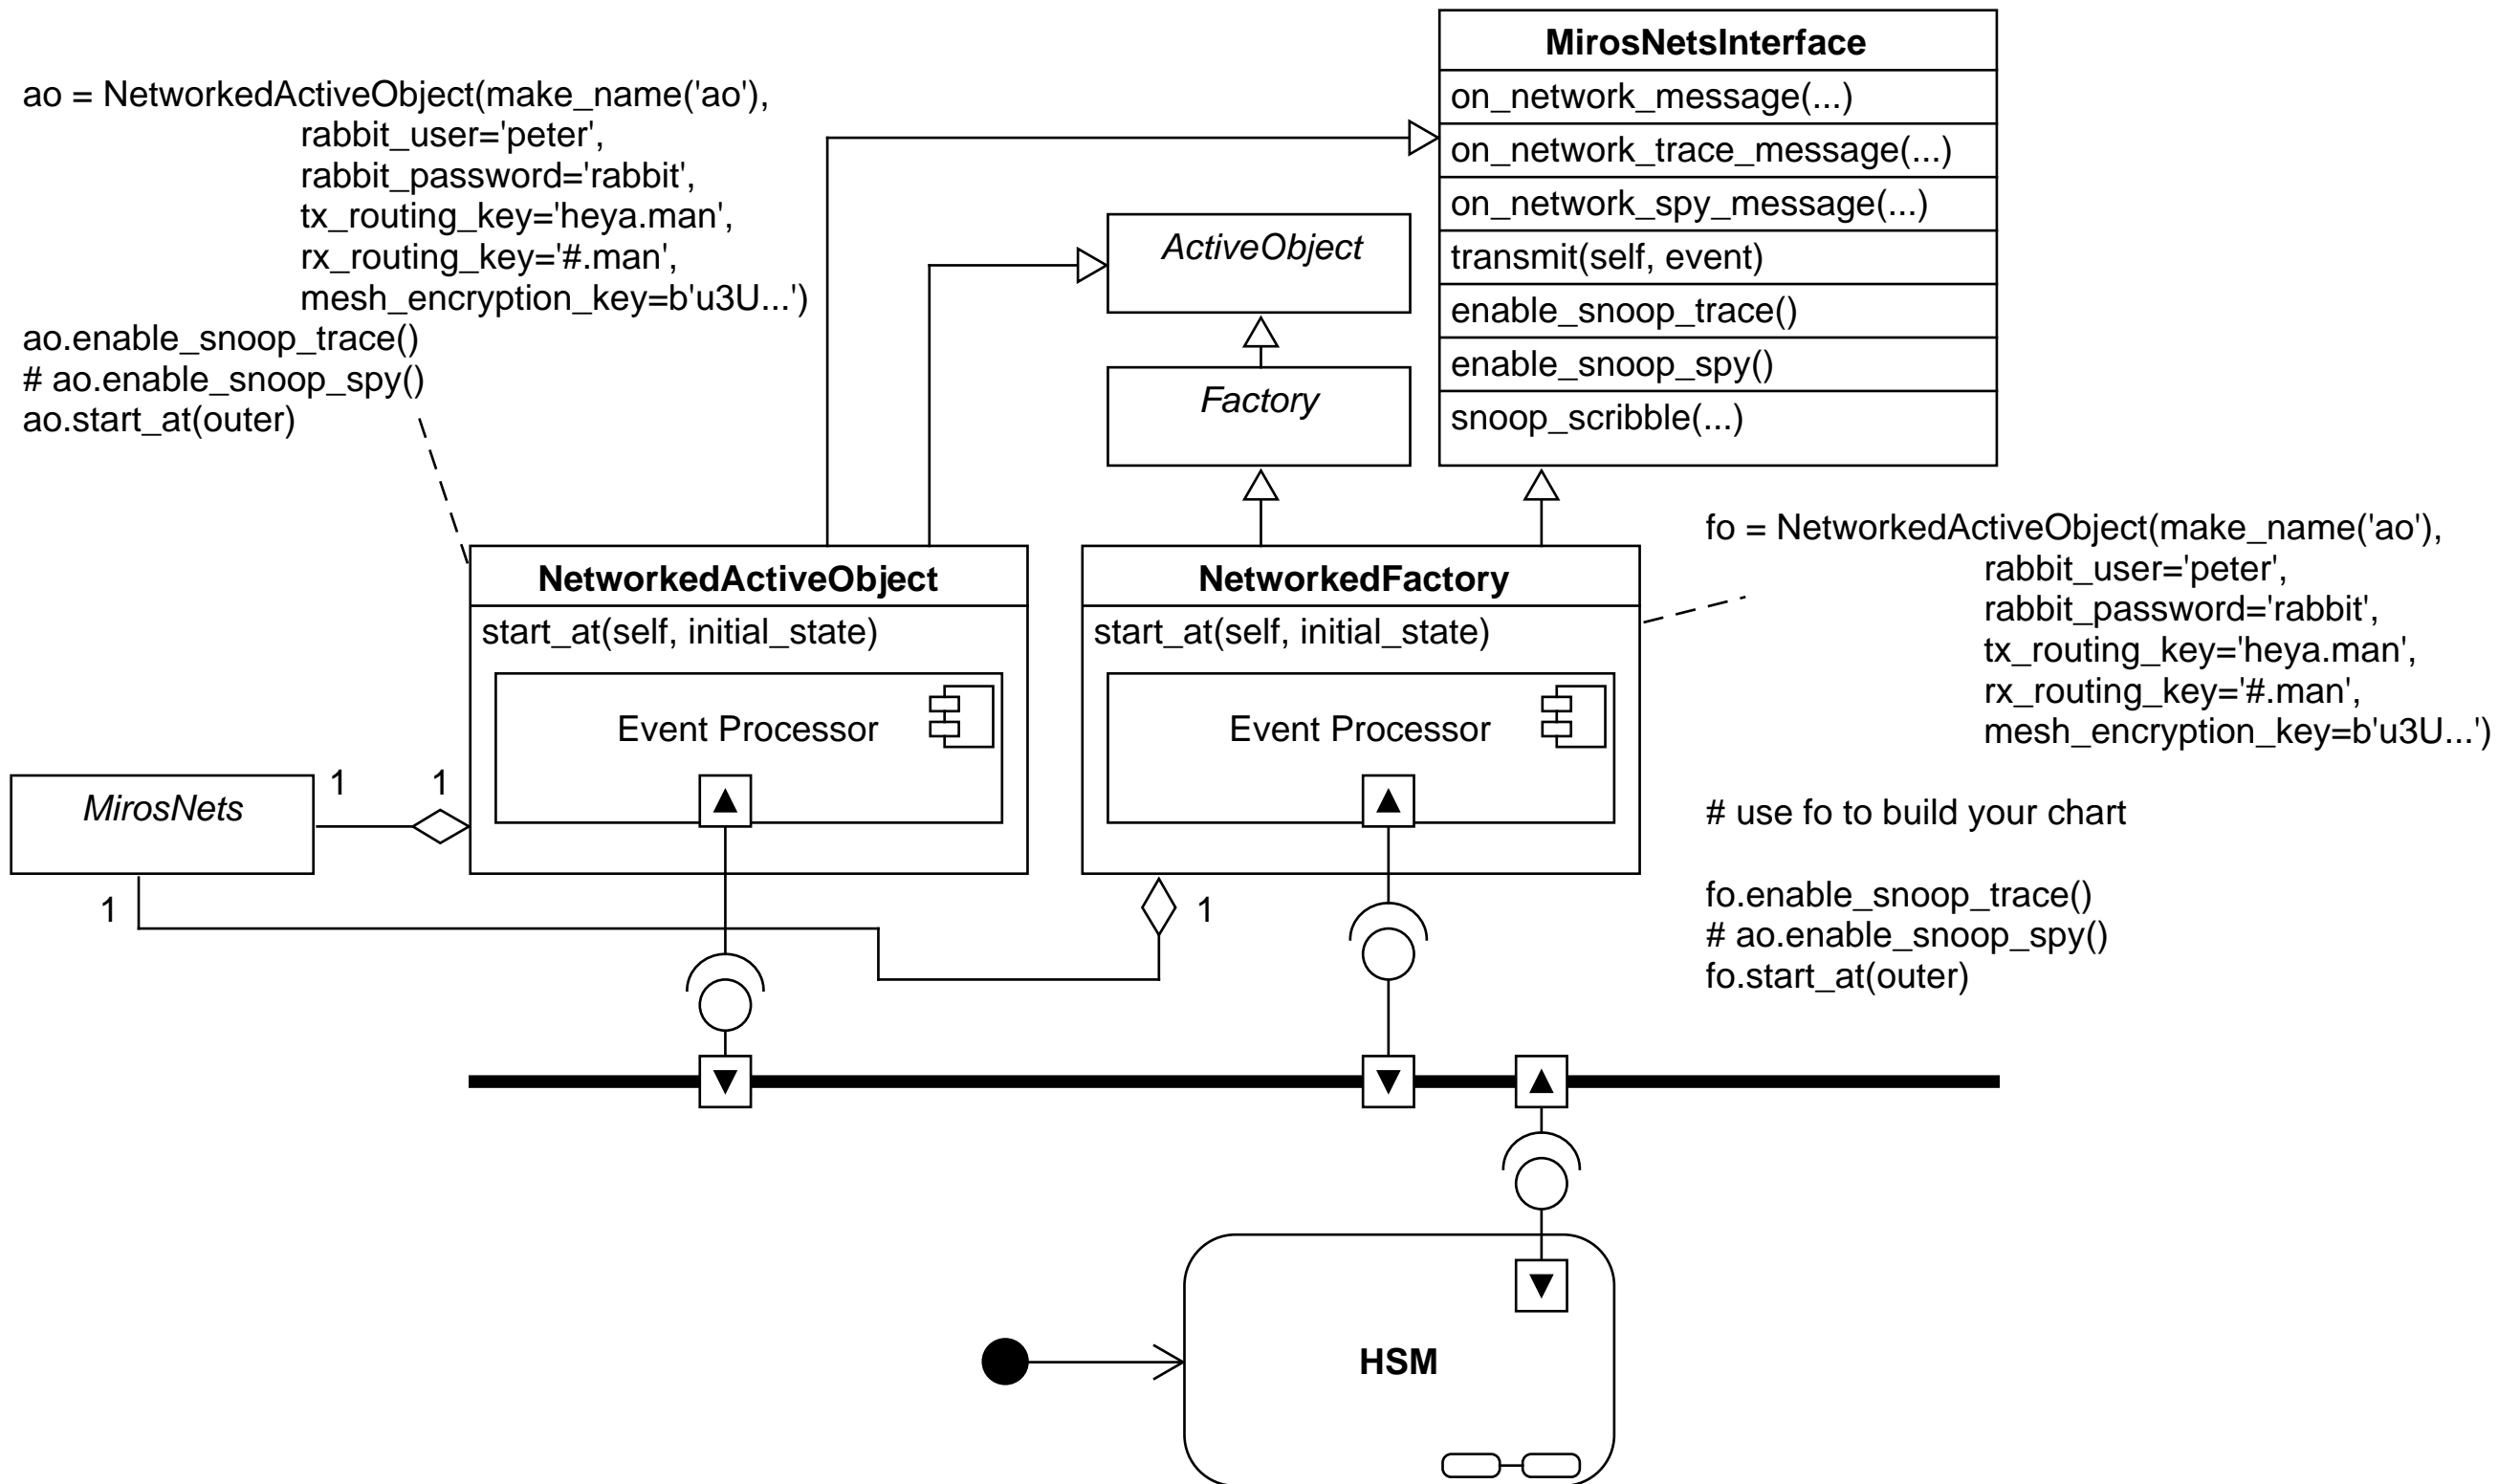 MirosNetsInterface
on_network_message(...)
on_network_trace_message(...)
on_network_spy_message(...)
transmit(self, event)
enable_snoop_trace()
enable_snoop_spy()
snoop_scribble(...)
ao = NetworkedActiveObject(make_name('ao'),
rabbit_user='peter',
rabbit_password='rabbit',
tx_routing_key='heya.man',
rx_routing_key='#.man',
mesh_encryption_key=b'u3U...')
ao.enable_snoop_trace()
# ao.enable_snoop_spy()
ao.start_at(outer)
ActiveObject
Factory
NetworkedActiveObject
start_at(self, initial_state)
Event Processor
NetworkedFactory
start_at(self, initial_state)
Event Processor
fo = NetworkedActiveObject(make_name('ao'),
rabbit_user='peter',
rabbit_password='rabbit',
tx_routing_key='heya.man',
rx_routing_key='#.man',
mesh_encryption_key=b'u3U...')
# use fo to build your chart
fo.enable_snoop_trace()
# ao.enable_snoop_spy()
fo.start_at(outer)
MirosNets
1
1
1
1
HSM